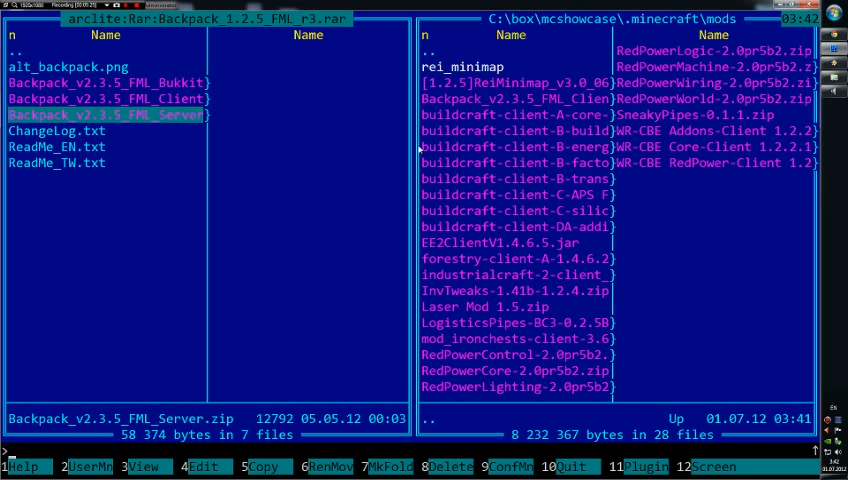 Recording [00:05:25]
arclite:Rar:Backpack_1.2.5_FML_r3.rar
n Name Name
..
alt_backpack.png
Backpack_v2.3.5_FML_Bukkit}
Backpack_v2.3.5_FML_Client}
Backpack_v2.3.5_FML_Server}
ChangeLog.txt
ReadMe_EN.txt
ReadMe_TW.txt
Backpack_v2.3.5_FML_Server.zip 12792 05.05.12 00:03
58 374 bytes in 7 files
C:\box\mcshowcase\.minecraft\mods
03:42
n Name Name
..
rei_minimap
[1.2.5]ReiMinimap_v3.0_06}
Backpack_v2.3.5_FML_Clien}
buildcraft-client-A-core-}
buildcraft-client-B-build}
buildcraft-client-B-energ}
buildcraft-client-B-facto}
buildcraft-client-B-trans}
buildcraft-client-C-APS F}
buildcraft-client-C-silic}
buildcraft-client-DA-addi}
EE2ClientV1.4.6.5.jar
forestry-client-A-1.4.6.2}
industrialcraft-2-client_}
InvTweaks-1.41b-1.2.4.zip
Laser Mod 1.5.zip
LogisticsPipes-BC3-0.2.5B}
mod_ironchests-client-3.6}
RedPowerControl-2.0pr5b2.}
RedPowerCore-2.0pr5b2.zip
RedPowerLighting-2.0pr5b2}
RedPowerLogic-2.0pr5b2.zip
RedPowerMachine-2.0pr5b2.z}
RedPowerWiring-2.0pr5b2.zi}
RedPowerWorld-2.0pr5b2.zip
SneakyPipes-0.1.1.zip
WR-CBE Addons-Client 1.2.2}
WR-CBE Core-Client 1.2.2.1}
WR-CBE RedPower-Client 1.2}
.. Up 01.07.12 03:41
8 232 367 bytes in 28 files
>
1Help 2UserMn 3View 4Edit 5Copy 6RenMov 7MkFold 8Delete 9ConfMn 10Quit 11Plugin 12Screen
EN
3:42
01.07.2012